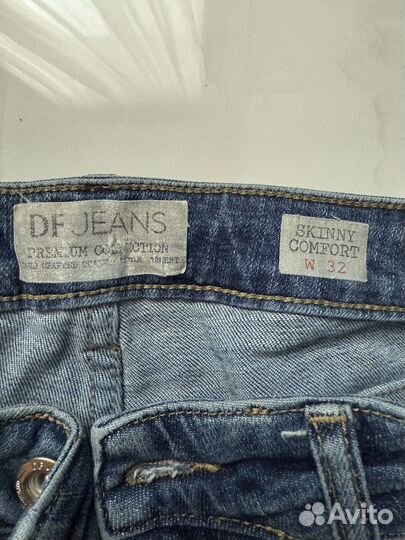 DF JEANS
PREMIUM COLLECTION
SKINNY
COMFORT
W 32
Avito